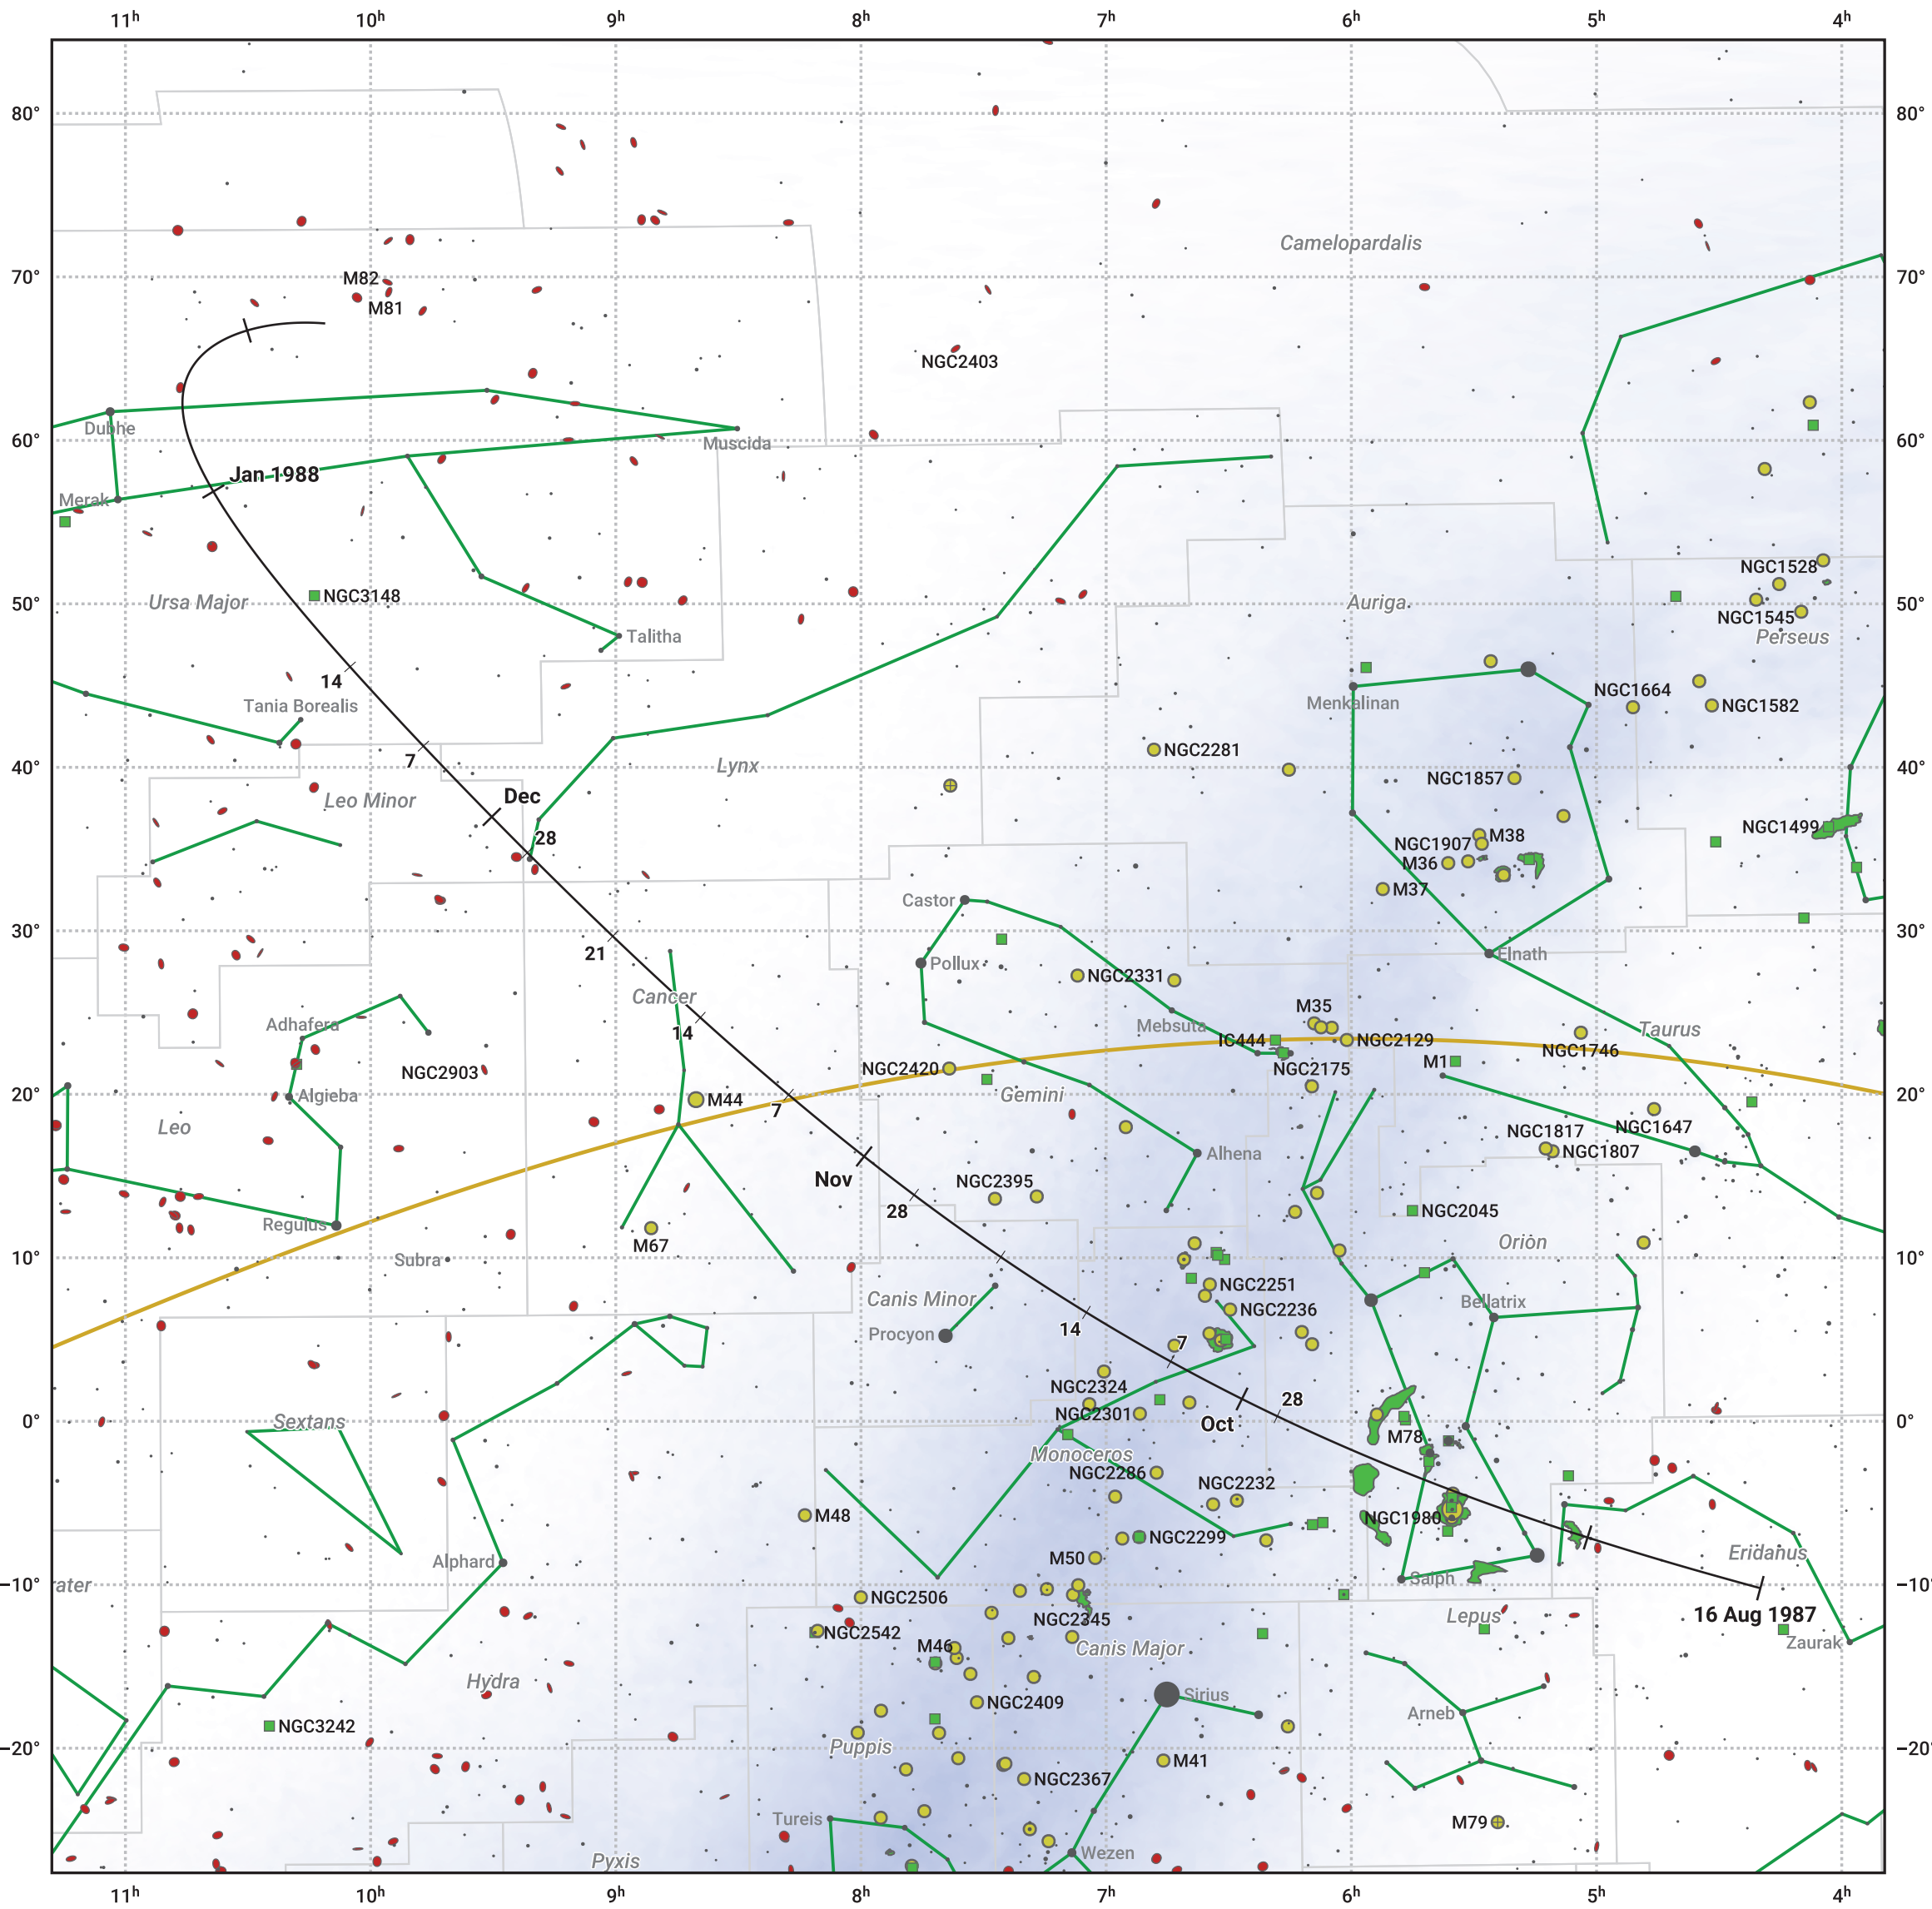 11h 10h 9h 8h 7h 6h 5h 4h
80° 80°
Camelopardalis
70° 70°
M82
M81
NGC2403
60° 60°
Dubhe
Muscida
Jan 1988
Merak
NGC1528
NGC3148
Ursa Major
50° 50°
Auriga
NGC1545
Perseus
Talitha
14
NGC1664
Tania Borealis
Menkalinan
NGC1582
7
NGC2281
40° 40°
Lynx
NGC1857
Dec
Leo Minor
NGC1499
28
M38
NGC1907
M36
M37
Castor
30° 30°
21
Elnath
Pollux
NGC2331
Cancer
M35
Adhafera
14
Mebsuta
Taurus
IC444
NGC2129
NGC1746
NGC2903
NGC2420
M1
NGC2175
20° 20°
Algieba
M44
7
Gemini
Leo
NGC1817
NGC1647
NGC1807
Alhena
Nov
NGC2395
28
NGC2045
Regulus
M67
Orion
10° 10°
Subra
NGC2251
Canis Minor
Bellatrix
NGC2236
14
Procyon
7
NGC2324
28
NGC2301
Oct
0° 0°
Sextans
M78
Monoceros
NGC2286
NGC2232
M48
NGC1980
NGC2299
M50
Alphard
Eridanus
−10° −10°
ater
Saiph
NGC2506
16 Aug 1987
NGC2345
Lepus
NGC2542
M46
Canis Major
Zaurak
Hydra
Sirius
NGC2409
Arneb
NGC3242
−20° −20°
Puppis
M41
NGC2367
Tureis
M79
Wezen
Pyxis
11h 10h 9h 8h 7h 6h 5h 4h